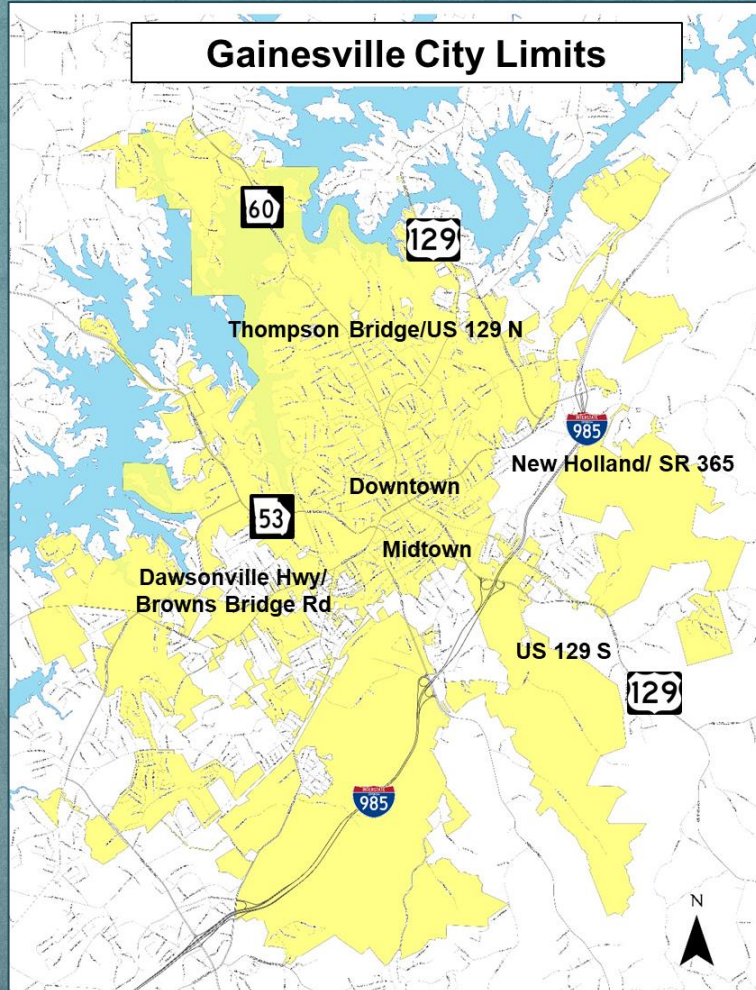 Gainesville City Limits
60
129
Thompson Bridge/US 129 N
985
New Holland/ SR 365
Downtown
53
Midtown
Dawsonville Hwy/
Browns Bridge Rd
US 129 S
129
985
N